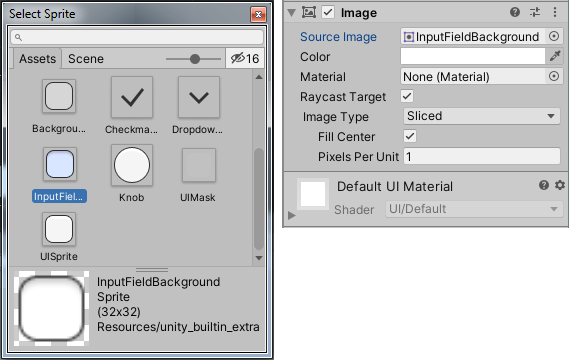 Select Sprite
Assets Scene 16
Backgrou... Checkma... Dropdow...
InputFiel... Knob UIMask
UISprite
InputFieldBackground
Sprite
(32x32)
Resources/unity_builtin_extra
Image
Source Image InputFieldBackground
Color
Material None (Material)
Raycast Target
Image Type Sliced
Fill Center
Pixels Per Unit 1
Default UI Material
Shader UI/Default